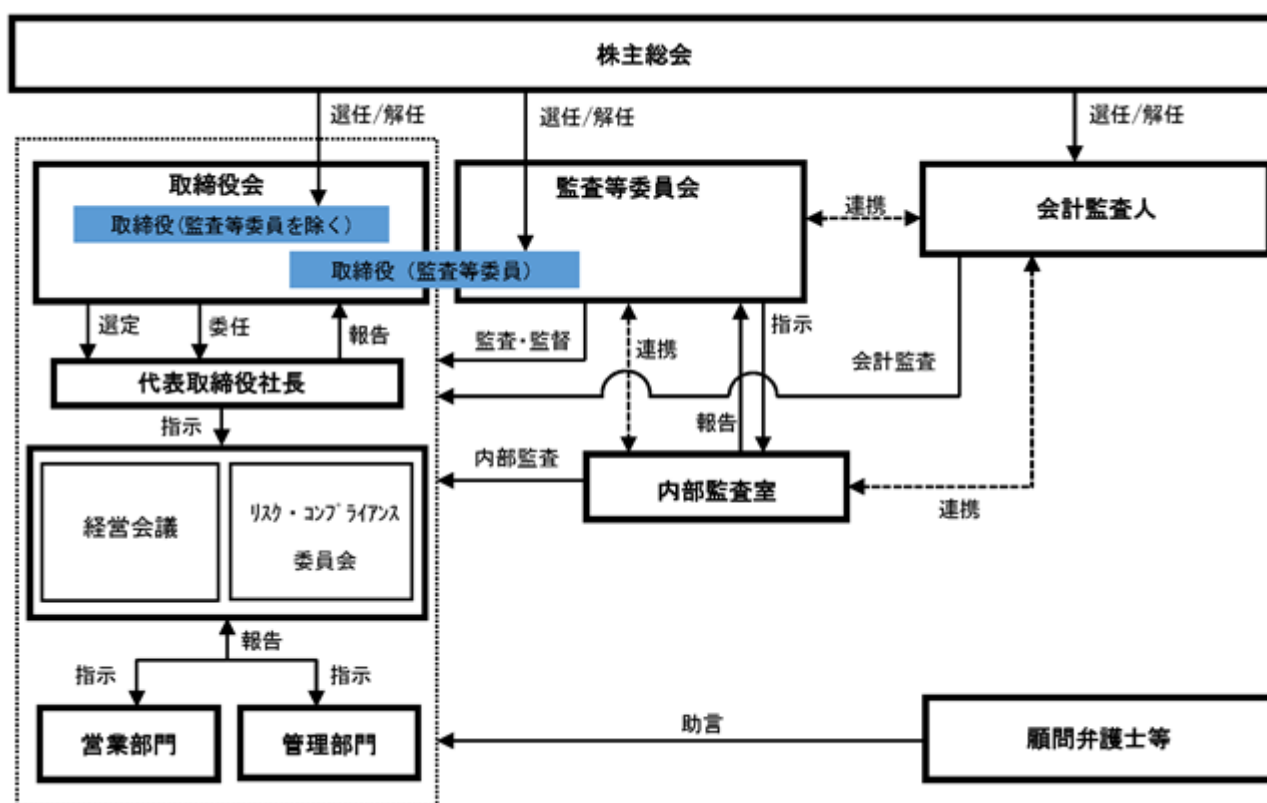 株主総会
選任/解任
選任/解任
選任/解任
取締役会
取締役(監査等委員を除く)
取締役（監査等委員）
監査等委員会
連携
会計監査人
選定
委任
報告
監査・監督
連携
指示
会計監査
代表取締役社長
指示
報告
内部監査
内部監査室
連携
経営会議
ﾘｽｸ・ｺﾝﾌﾟﾗｲｱﾝｽ
委員会
報告
指示
指示
営業部門
管理部門
助言
顧問弁護士等